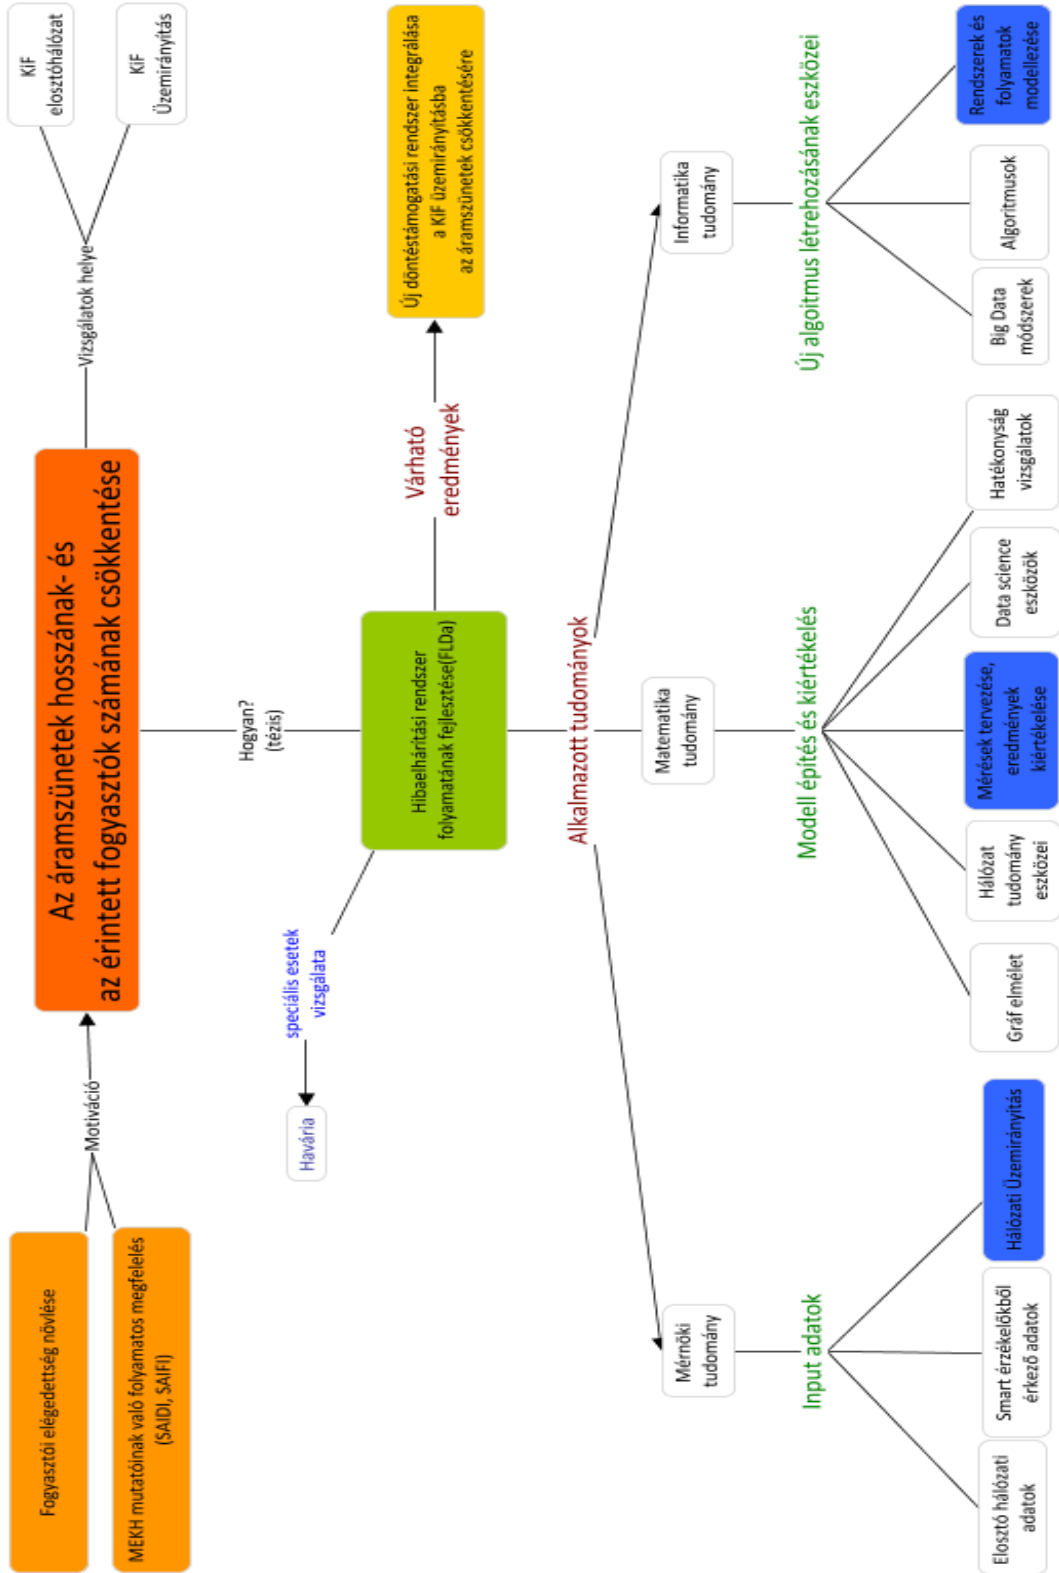 Fogyasztói elégedettség növlése
MEKH mutatóinak való folyamatos megfelelés
(SAIDI, SAIFI)
Motiváció
Az áramszünetek hosszának- és
az érintett fogyasztók számának csökkentése
Vizsgálatok helye
KiF
elosztóhálózat
KiF
Üzemirányítás
Hogyan?
(tézis)
speciális esetek
vizsgálata
Havária
Hibaelhárítási rendszer
folyamatának fejlesztése(FLDa)
Várható
eredmények
Új döntéstámogatási rendszer integrálása
a KiF üzemirányításba
az áramszünetek csökkentésére
Alkalmazott tudományok
Mérnöki
tudomány
Matematika
tudomány
Informatika
tudomány
Input adatok
Modell építés és kiértékelés
Új algoitmus létrehozásának eszközei
Elosztó hálózati
adatok
Smart érzékelőkből
érkező adatok
Hálózati Üzemirányítás
Gráf elmélet
Hálózat
tudomány
eszközei
Mérések tervezése,
eredmények
kiértékelése
Data science
eszközök
Hatékonyság
vizsgálatok
Big Data
módszerek
Algoritmusok
Rendszerek és
folyamatok
modellezése